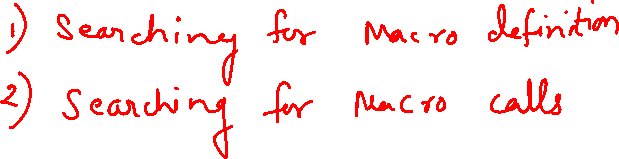 1) Searching for Macro definition
2) Searching for Macro calls